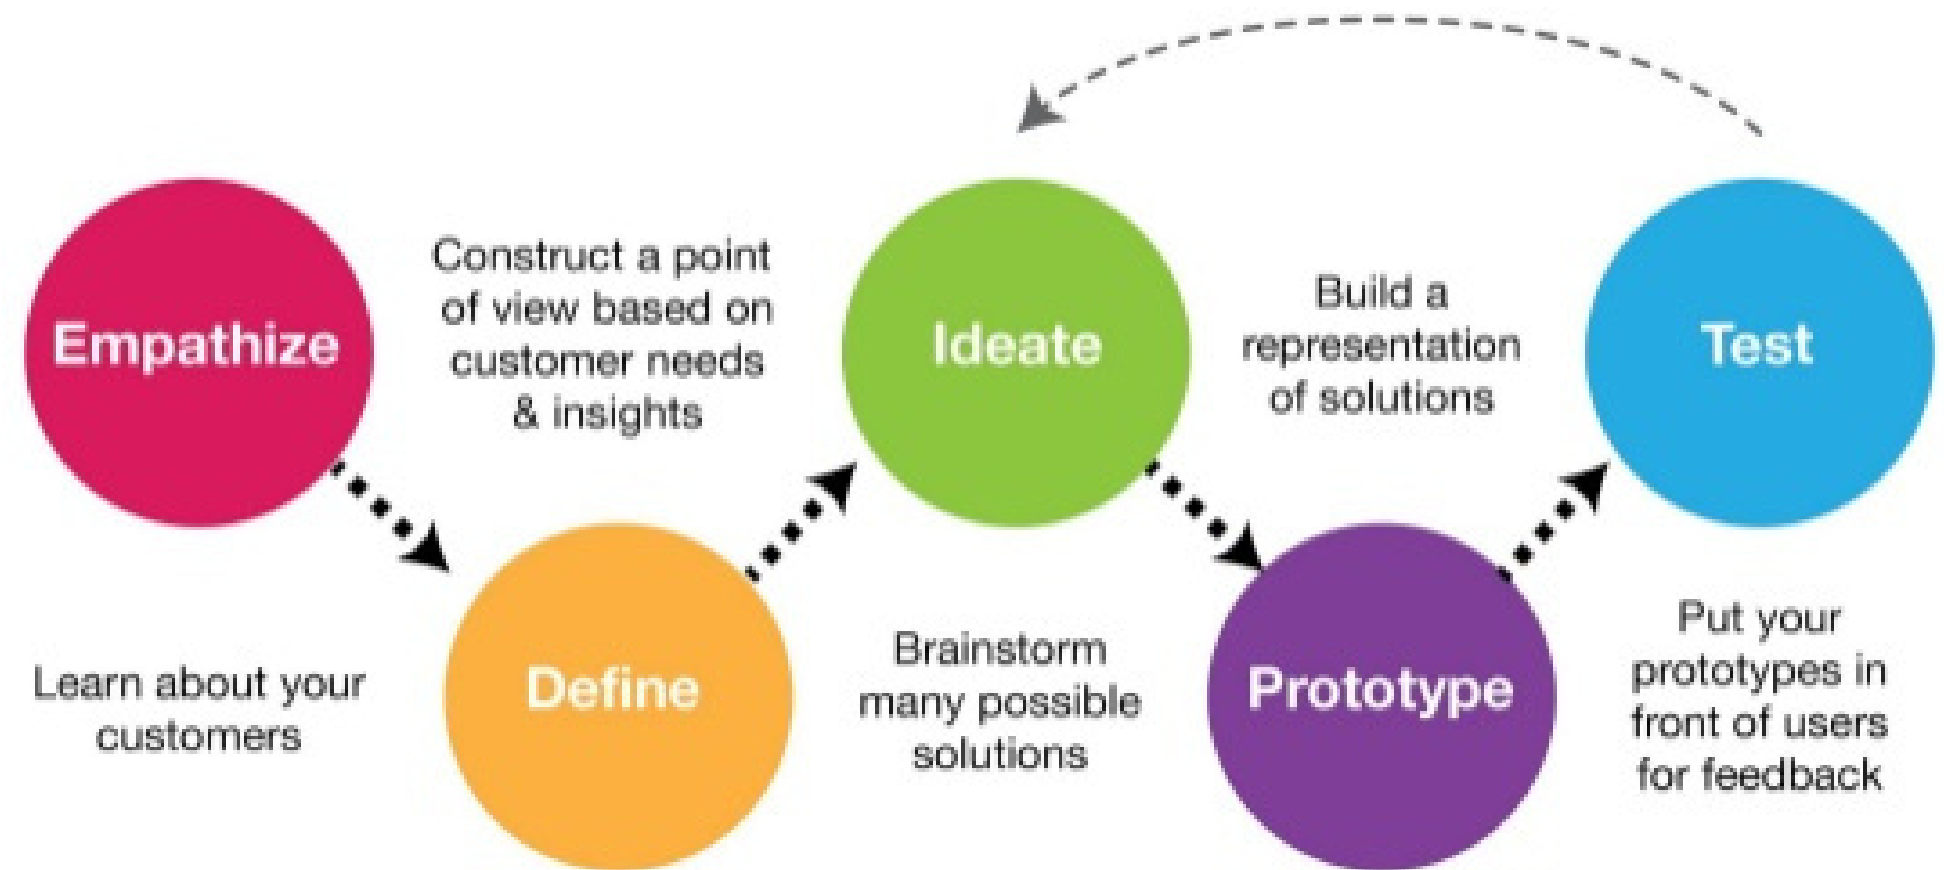 Empathize
Learn about your
customers
Construct a point
of view based on
customer needs
& insights
Define
Ideate
Brainstorm
many possible
solutions
Build a
representation
of solutions
Prototype
Test
Put your
prototypes in
front of users
for feedback